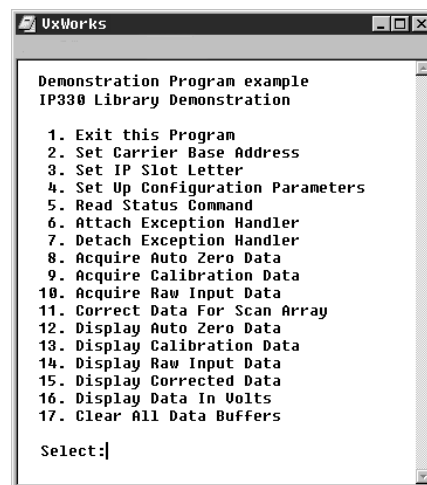 VxWorks
Demonstration Program example
IP330 Library Demonstration
1. Exit this Program
2. Set Carrier Base Address
3. Set IP Slot Letter
4. Set Up Configuration Parameters
5. Read Status Command
6. Attach Exception Handler
7. Detach Exception Handler
8. Acquire Auto Zero Data
9. Acquire Calibration Data
10. Acquire Raw Input Data
11. Correct Data For Scan Array
12. Display Auto Zero Data
13. Display Calibration Data
14. Display Raw Input Data
15. Display Corrected Data
16. Display Data In Volts
17. Clear All Data Buffers
Select: